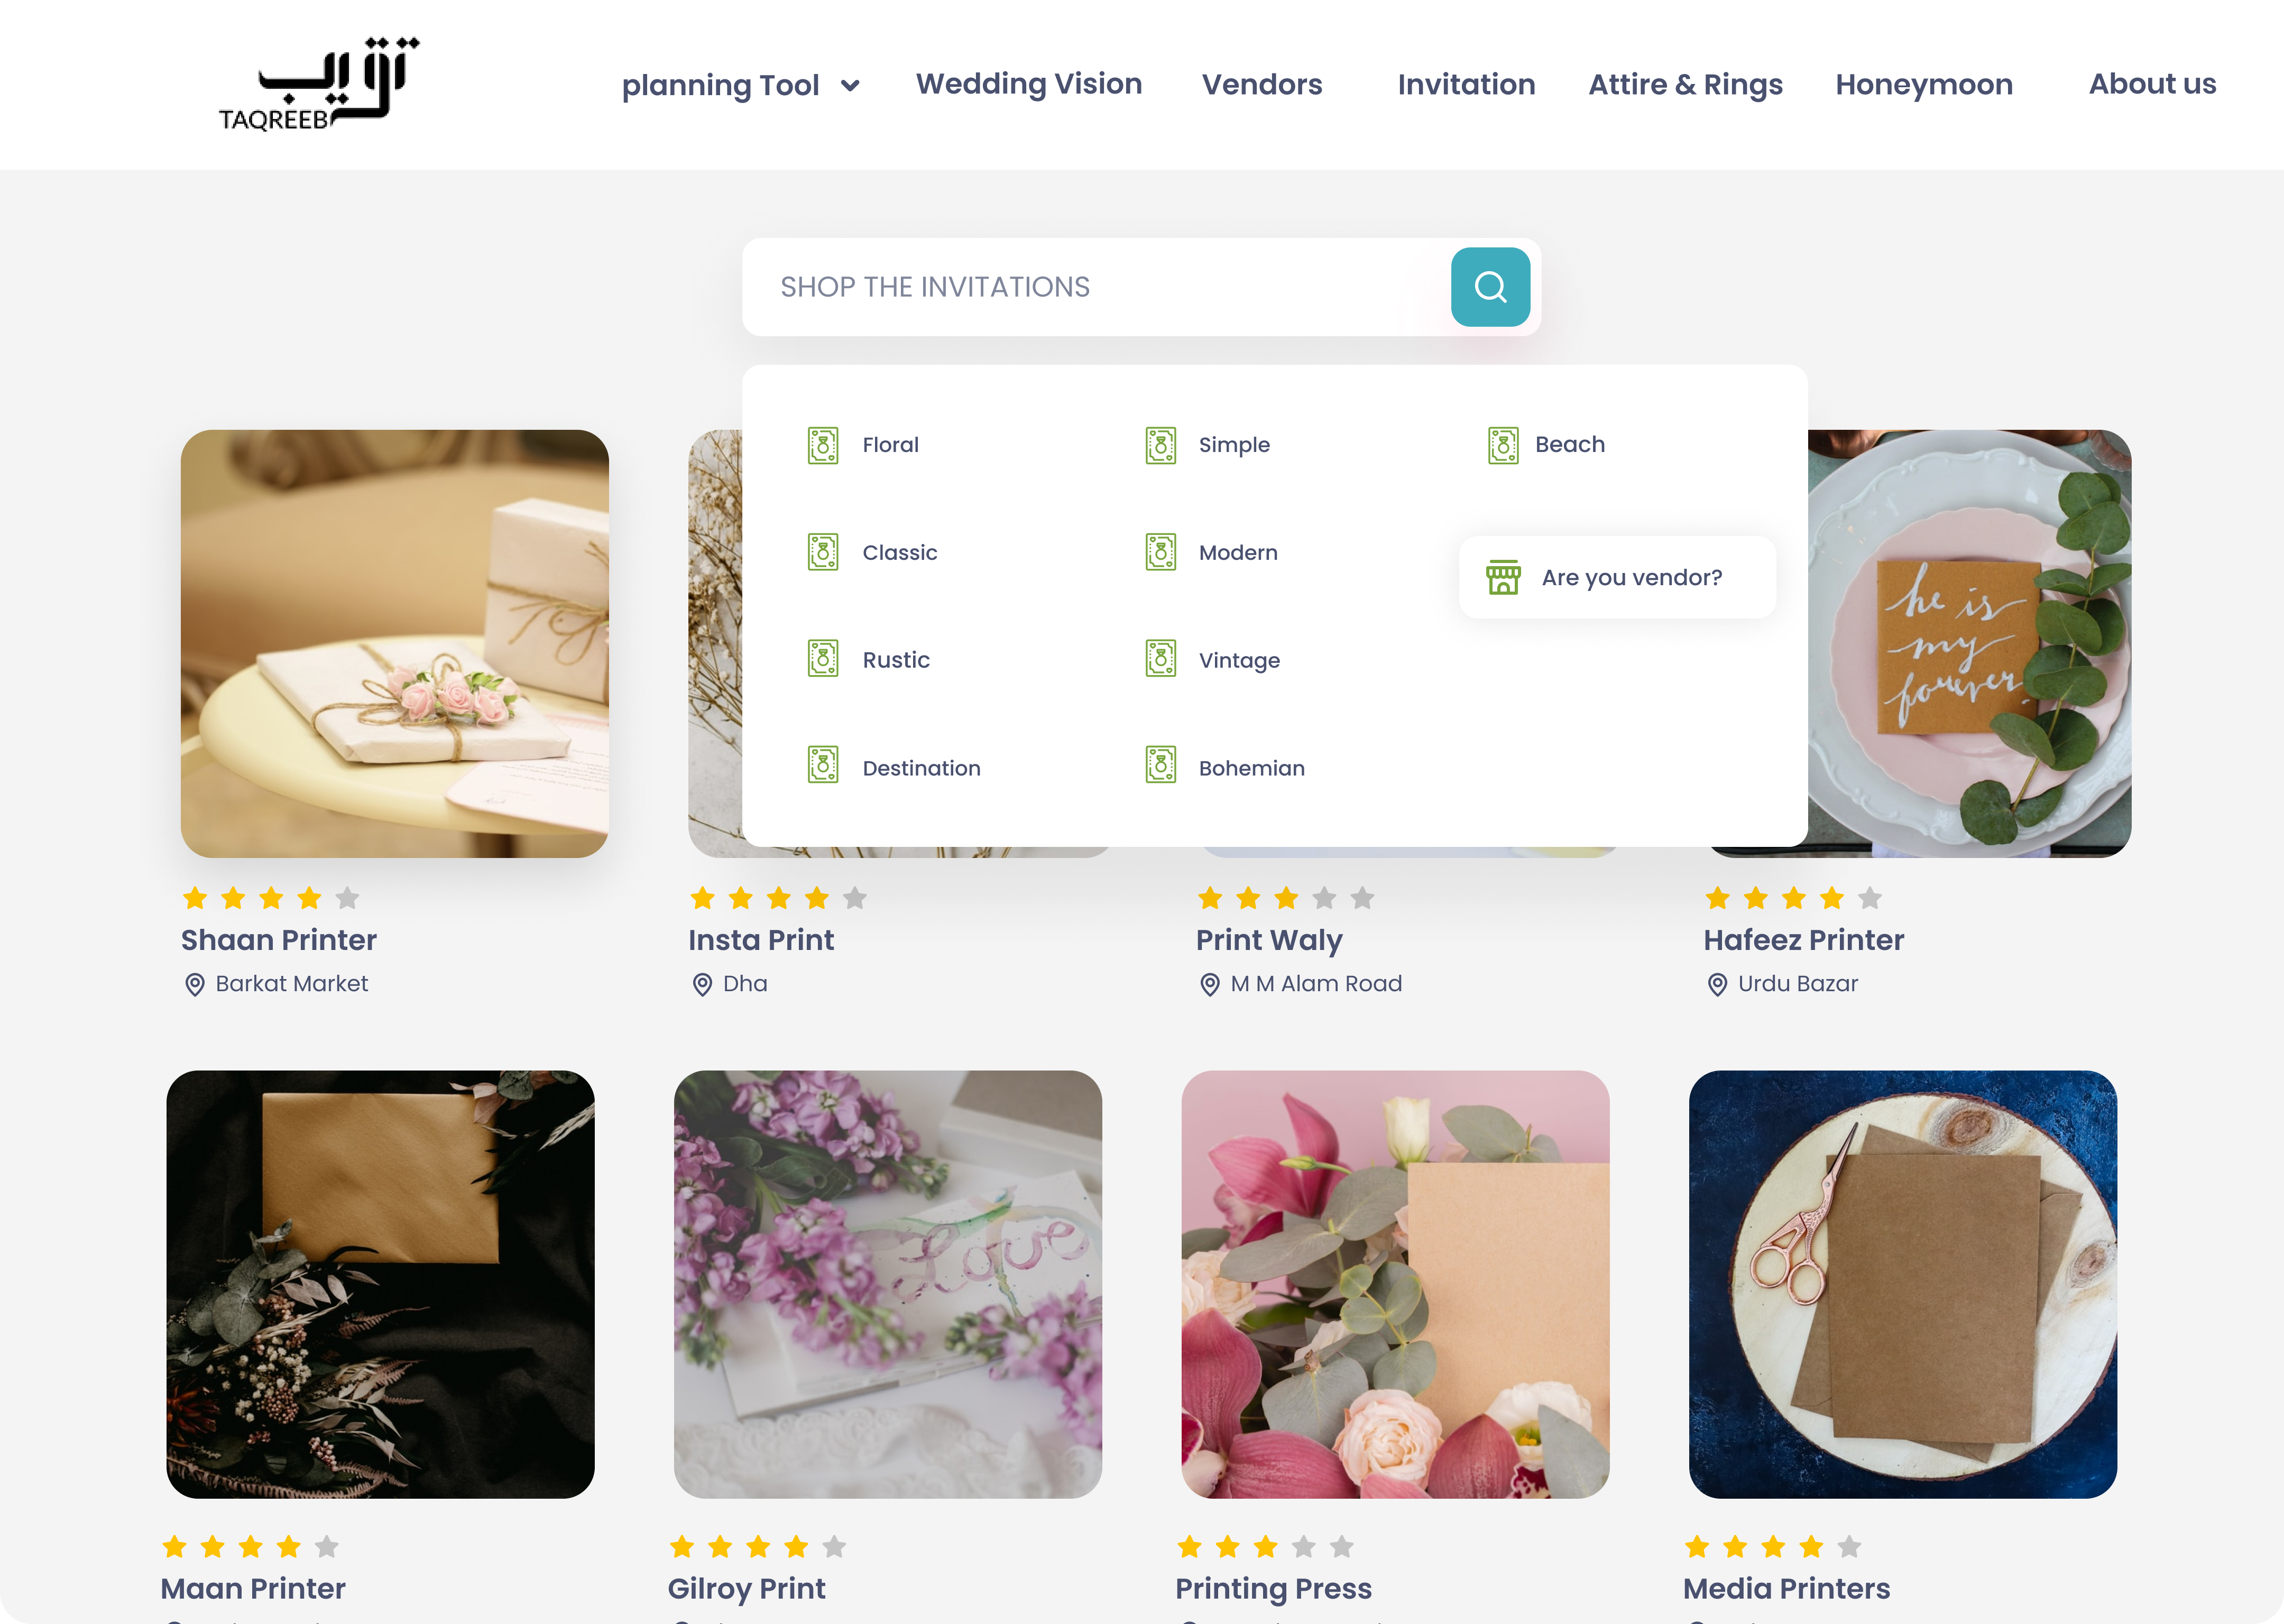 تقریب
TAQREEB
planning Tool
Wedding Vision
Vendors
Invitation
Attire & Rings
Honeymoon
About us
SHOP THE INVITATIONS
Floral
Simple
Beach
Classic
Modern
Are you vendor?
Rustic
Vintage
Destination
Bohemian
he is
my
forever.
Shaan Printer
Insta Print
Print Waly
Hafeez Printer
Barkat Market
Dha
M M Alam Road
Urdu Bazar
Love
Maan Printer
Gilroy Print
Printing Press
Media Printers